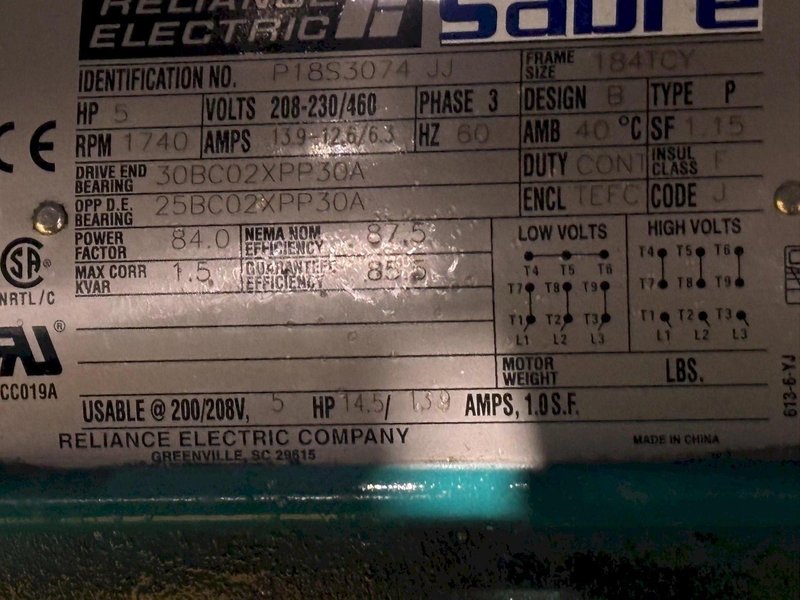 RELIANCE
ELECTRIC
Sabre
IDENTIFICATION NO. P18S3074 JJ FRAME SIZE 184TCY
HP 5 VOLTS 208-230/460 PHASE 3 DESIGN B TYPE P
RPM 1740 AMPS 13.9-12.6/6.3 HZ 60 AMB 40 °C SF 1.15
DRIVE END BEARING 30BC02XPP30A DUTY CONT INSUL CLASS F
OPP D.E. BEARING 25BC02XPP30A ENCL TEFC CODE J
POWER FACTOR 84.0 NEMA NOM EFFICIENCY 87.5 LOW VOLTS HIGH VOLTS
MAX CORR KVAR 1.5 GUARANTEED EFFICIENCY 85.5
T4 T5 T6 T4 T5 T6
T7 T8 T9 T7 T8 T9
T1 T2 T3 T1 T2 T3
L1 L2 L3 L1 L2 L3
MOTOR WEIGHT LBS.
USABLE @ 200/208V, 5 HP 14.5/ 13.9 AMPS, 1.0 S.F.
RELIANCE ELECTRIC COMPANY
GREENVILLE, SC 29615
MADE IN CHINA
CE
SA ®
NRTL/C
®
CC019A
613-6-YJ